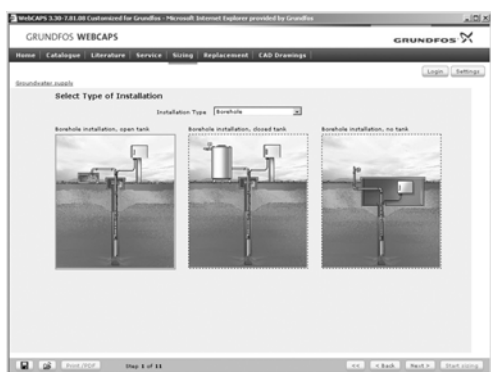 WebCAPS 3.30-7.01.08 Customized for Grundfos - Microsoft Internet Explorer provided by Grundfos
GRUNDFOS WEBCAPS
GRUNDFOS
Home Catalogue Literature Service Sizing Replacement CAD Drawings
Login Settings
Groundwater supply
Select Type of Installation
Installation Type Borehole
Borehole installation, open tank Borehole installation, closed tank Borehole installation, no tank
Print/PDF Step 1 of 11 << < Back Next > Start sizing